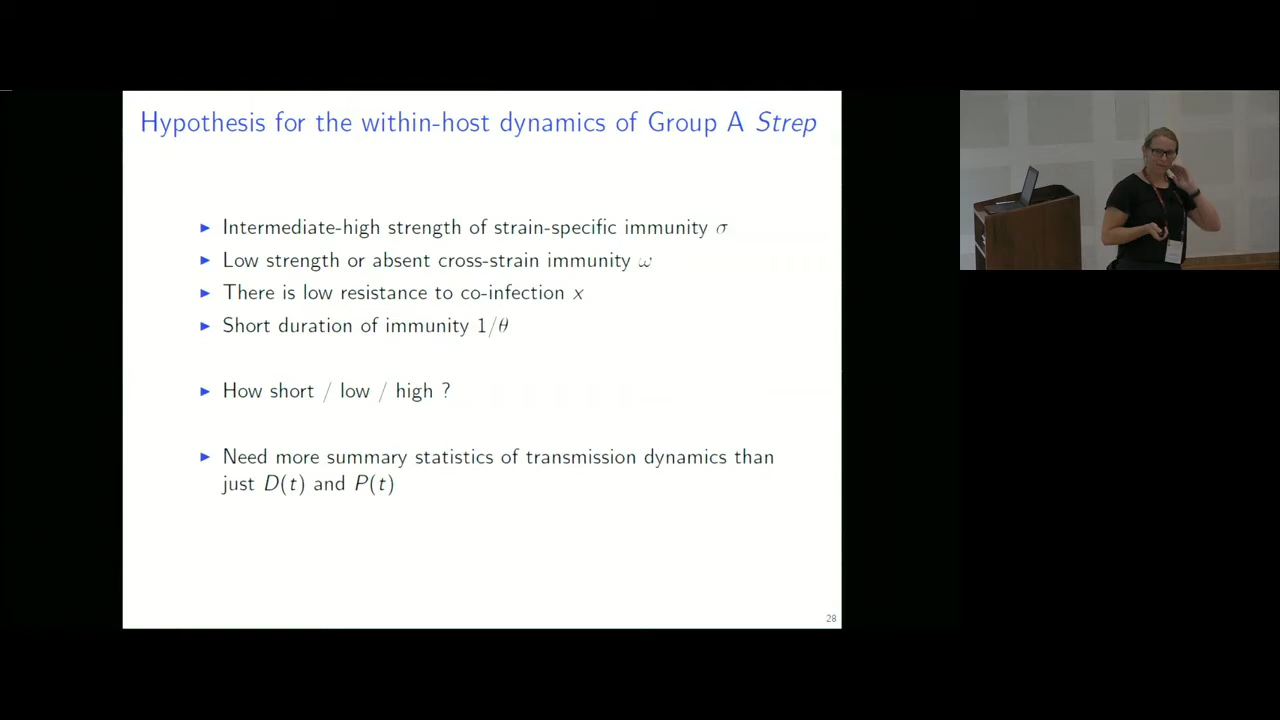 Hypothesis for the within-host dynamics of Group A Strep
▶ Intermediate-high strength of strain-specific immunity σ
▶ Low strength or absent cross-strain immunity ω
▶ There is low resistance to co-infection x
▶ Short duration of immunity 1/θ
▶ How short / low / high ?
▶ Need more summary statistics of transmission dynamics than
just D(t) and P(t)
28